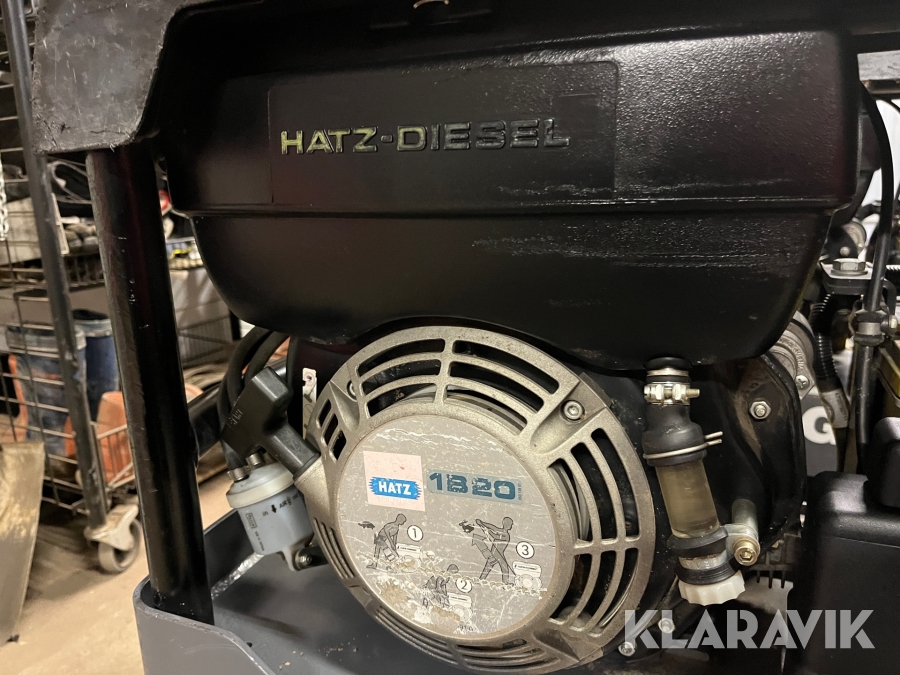 HATZ-DIESEL
HATZ
1B20
1
3
2
G
KLARAVIK